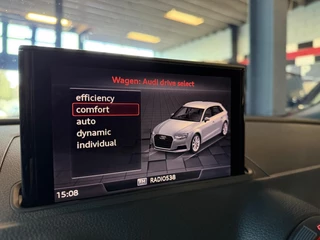 Wagen: Audi drive select
efficiency
comfort
auto
dynamic
individual
15:08
RADIO538